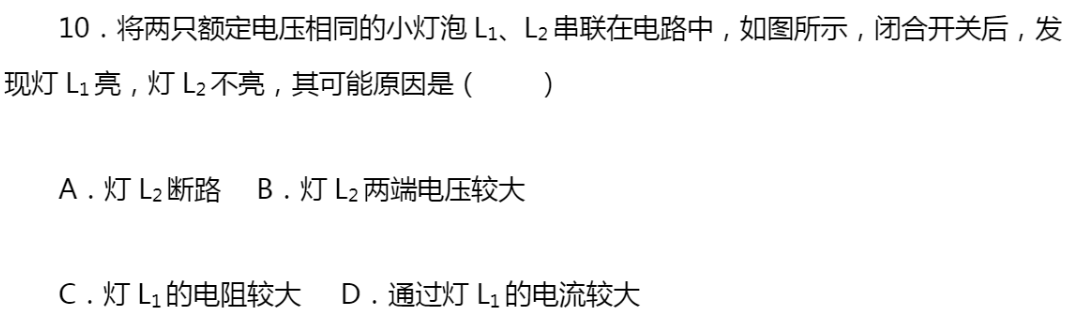 10．将两只额定电压相同的小灯泡 L₁、L₂ 串联在电路中，如图所示，闭合开关后，发
现灯 L₁ 亮，灯 L₂ 不亮，其可能原因是（　　）
A．灯 L₂ 断路　B．灯 L₂ 两端电压较大
C．灯 L₁ 的电阻较大　D．通过灯 L₁ 的电流较大